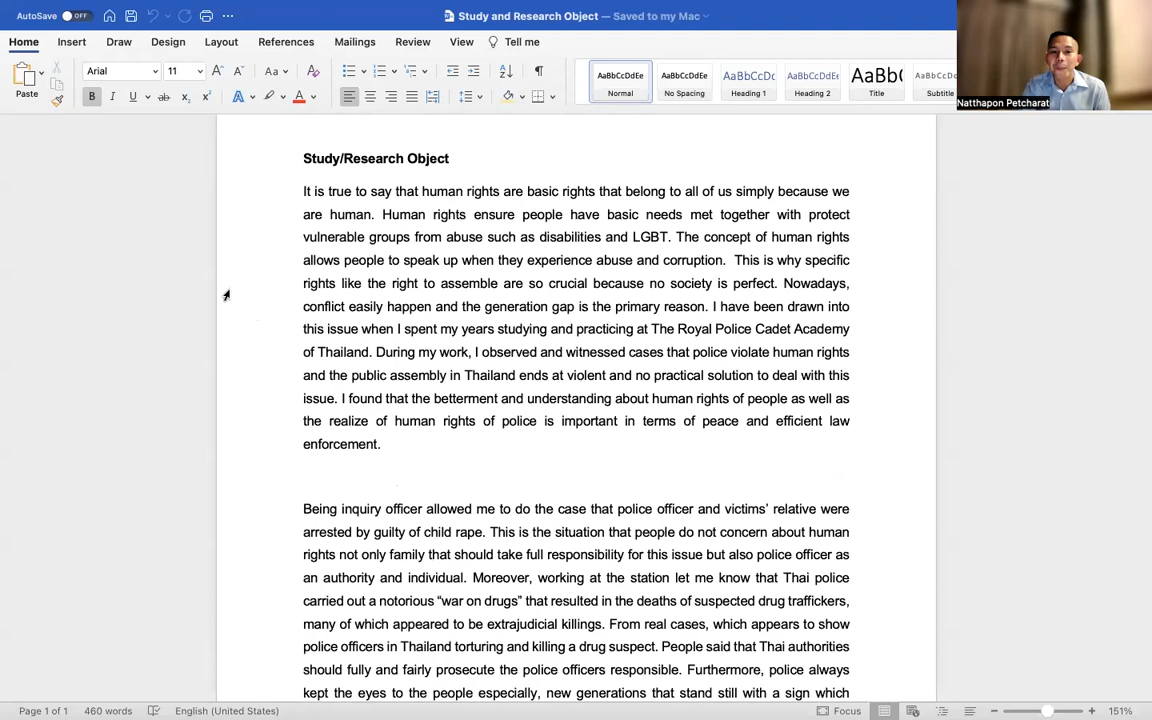 AutoSave OFF
Study and Research Object — Saved to my Mac
Home Insert Draw Design Layout References Mailings Review View Tell me
Paste
Arial 11 Aa
B I U ab x x A A
AaBbCcDdEe AaBbCcDdEe AaBbCcDc AaBbCcDdEe AaBb( AaBbCcDdEe
Normal No Spacing Heading 1 Heading 2 Title Subtitle
Natthapon Petcharat
Study/Research Object
It is true to say that human rights are basic rights that belong to all of us simply because we
are human. Human rights ensure people have basic needs met together with protect
vulnerable groups from abuse such as disabilities and LGBT. The concept of human rights
allows people to speak up when they experience abuse and corruption. This is why specific
rights like the right to assemble are so crucial because no society is perfect. Nowadays,
conflict easily happen and the generation gap is the primary reason. I have been drawn into
this issue when I spent my years studying and practicing at The Royal Police Cadet Academy
of Thailand. During my work, I observed and witnessed cases that police violate human rights
and the public assembly in Thailand ends at violent and no practical solution to deal with this
issue. I found that the betterment and understanding about human rights of people as well as
the realize of human rights of police is important in terms of peace and efficient law
enforcement.
Being inquiry officer allowed me to do the case that police officer and victims’ relative were
arrested by guilty of child rape. This is the situation that people do not concern about human
rights not only family that should take full responsibility for this issue but also police officer as
an authority and individual. Moreover, working at the station let me know that Thai police
carried out a notorious “war on drugs” that resulted in the deaths of suspected drug traffickers,
many of which appeared to be extrajudicial killings. From real cases, which appears to show
police officers in Thailand torturing and killing a drug suspect. People said that Thai authorities
should fully and fairly prosecute the police officers responsible. Furthermore, police always
kept the eyes to the people especially, new generations that stand still with a sign which
Page 1 of 1 460 words English (United States) Focus 151%